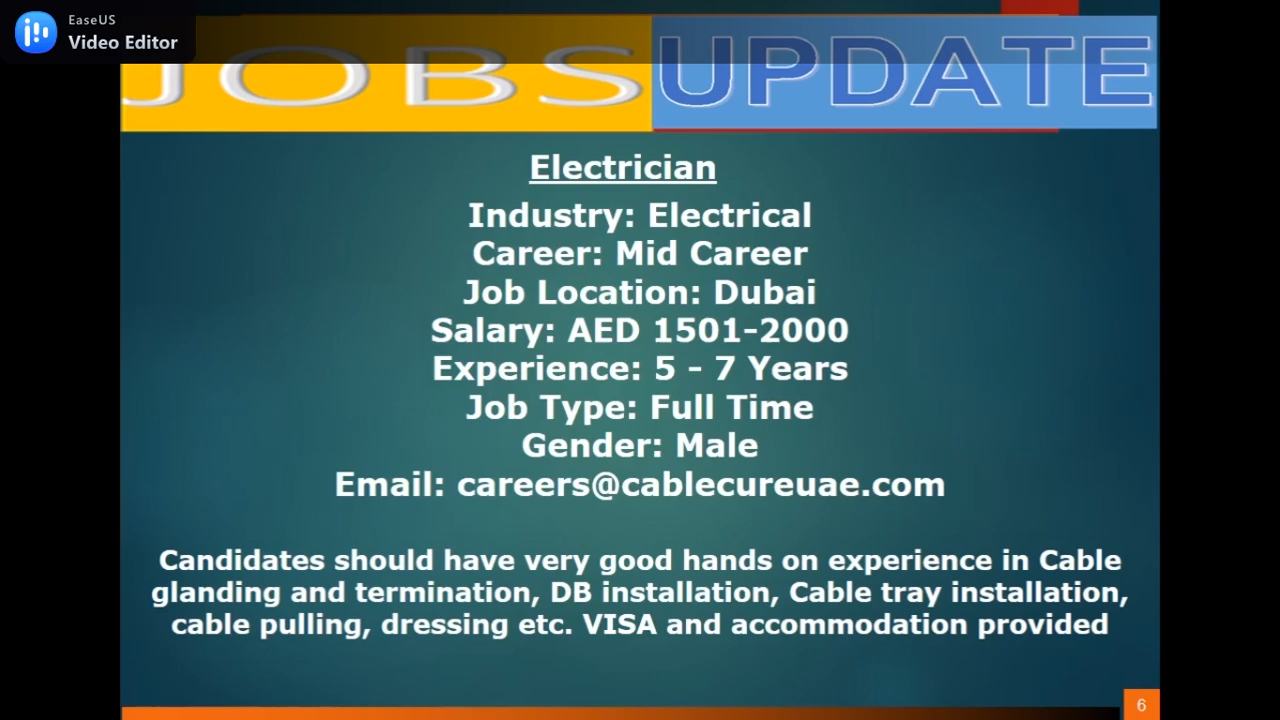 EaseUS
Video Editor
JOBS UPDATE
Electrician
Industry: Electrical
Career: Mid Career
Job Location: Dubai
Salary: AED 1501-2000
Experience: 5 - 7 Years
Job Type: Full Time
Gender: Male
Email: careers@cablecureuae.com
Candidates should have very good hands on experience in Cable
glanding and termination, DB installation, Cable tray installation,
cable pulling, dressing etc. VISA and accommodation provided
6